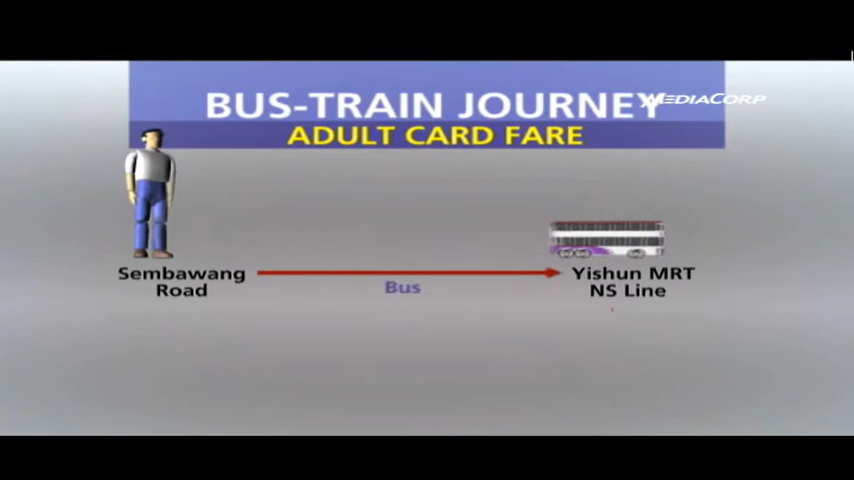 BUS-TRAIN JOURNEY
MEDIACORP
ADULT CARD FARE
Sembawang
Road
Bus
Yishun MRT
NS Line